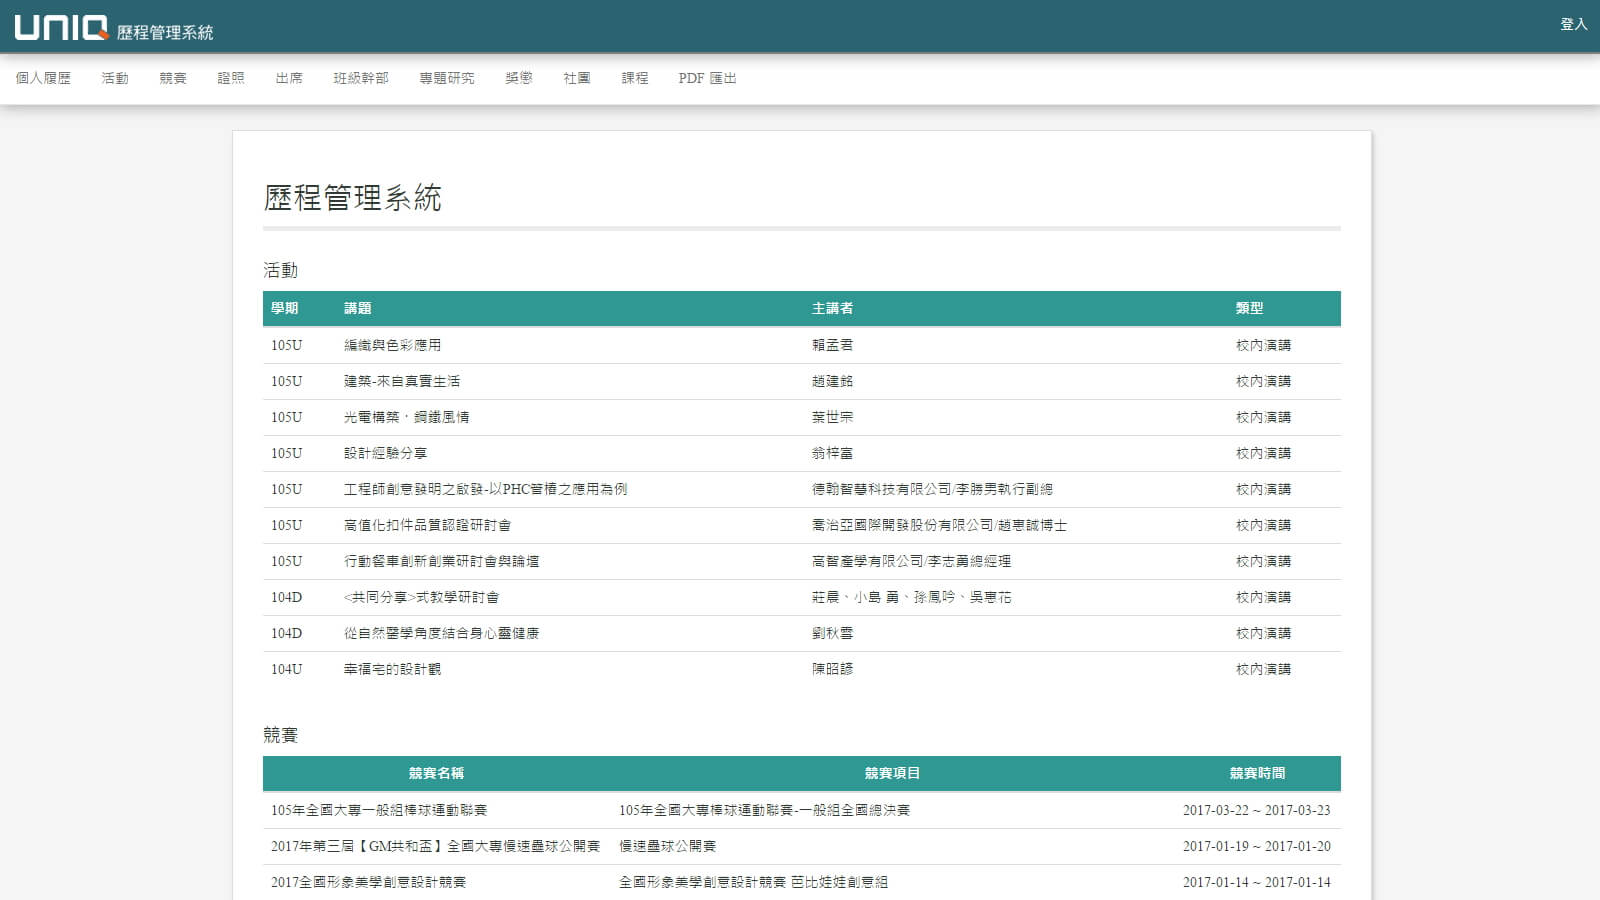 UNIQ 歷程管理系統
登入
個人履歷 活動 競賽 證照 出席 班級幹部 專題研究 獎懲 社團 課程 PDF 匯出
歷程管理系統
活動
學期 講題 主講者 類型
105U 編織與色彩應用 賴孟君 校內演講
105U 建築-來自真實生活 趙建銘 校內演講
105U 光電構築，鋼鐵風情 葉世宗 校內演講
105U 設計經驗分享 翁梓富 校內演講
105U 工程師創意發明之啟發-以PHC管樁之應用為例 德翰智慧科技有限公司/李勝男執行副總 校內演講
105U 高值化扣件品質認證研討會 喬治亞國際開發股份有限公司/趙惠誠博士 校內演講
105U 行動餐車創新創業研討會與論壇 高智產學有限公司/李志勇總經理 校內演講
104D <共同分享>式教學研討會 莊晨、小島 勇、孫鳳吟、吳惠花 校內演講
104D 從自然醫學角度結合身心靈健康 劉秋雲 校內演講
104U 幸福宅的設計觀 陳昭諺 校內演講
競賽
競賽名稱 競賽項目 競賽時間
105年全國大專一般組棒球運動聯賽 105年全國大專棒球運動聯賽-一般組全國總決賽 2017-03-22 ~ 2017-03-23
2017年第三屆【GM共和盃】全國大專慢速壘球公開賽 慢速壘球公開賽 2017-01-19 ~ 2017-01-20
2017全國形象美學創意設計競賽 全國形象美學創意設計競賽 芭比娃娃創意組 2017-01-14 ~ 2017-01-14